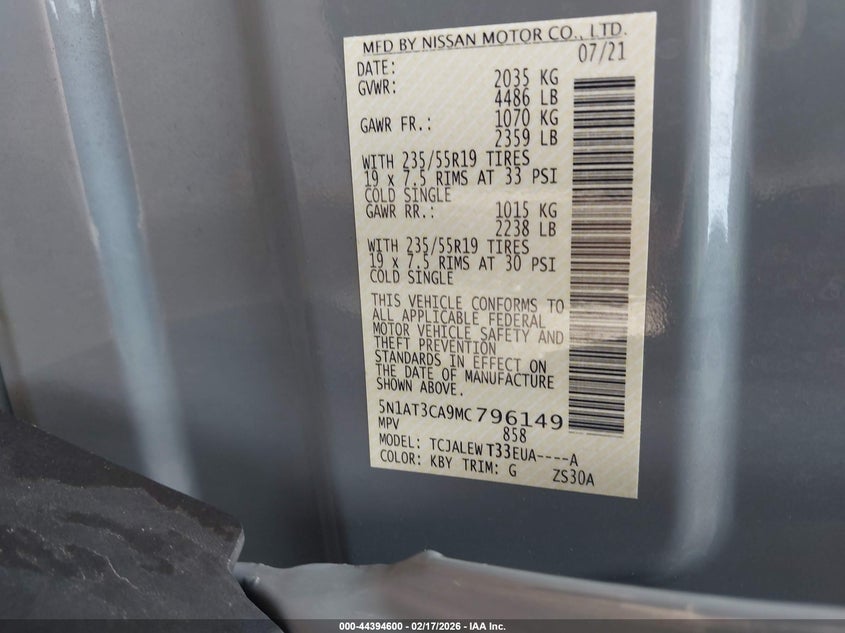 MFD BY NISSAN MOTOR CO., LTD.
DATE: 07/21
GVWR: 2035 KG
4486 LB
GAWR FR.: 1070 KG
2359 LB
WITH 235/55R19 TIRES
19 x 7.5 RIMS AT 33 PSI
COLD SINGLE
GAWR RR.: 1015 KG
2238 LB
WITH 235/55R19 TIRES
19 x 7.5 RIMS AT 30 PSI
COLD SINGLE
THIS VEHICLE CONFORMS TO
ALL APPLICABLE FEDERAL
MOTOR VEHICLE SAFETY AND
THEFT PREVENTION
STANDARDS IN EFFECT ON
THE DATE OF MANUFACTURE
SHOWN ABOVE.
5N1AT3CA9MC796149
MPV 858
MODEL: TCJALEWT33EUA----A
COLOR: KBY TRIM: G ZS30A
000-44394600 — 02/17/2026 — IAA Inc.